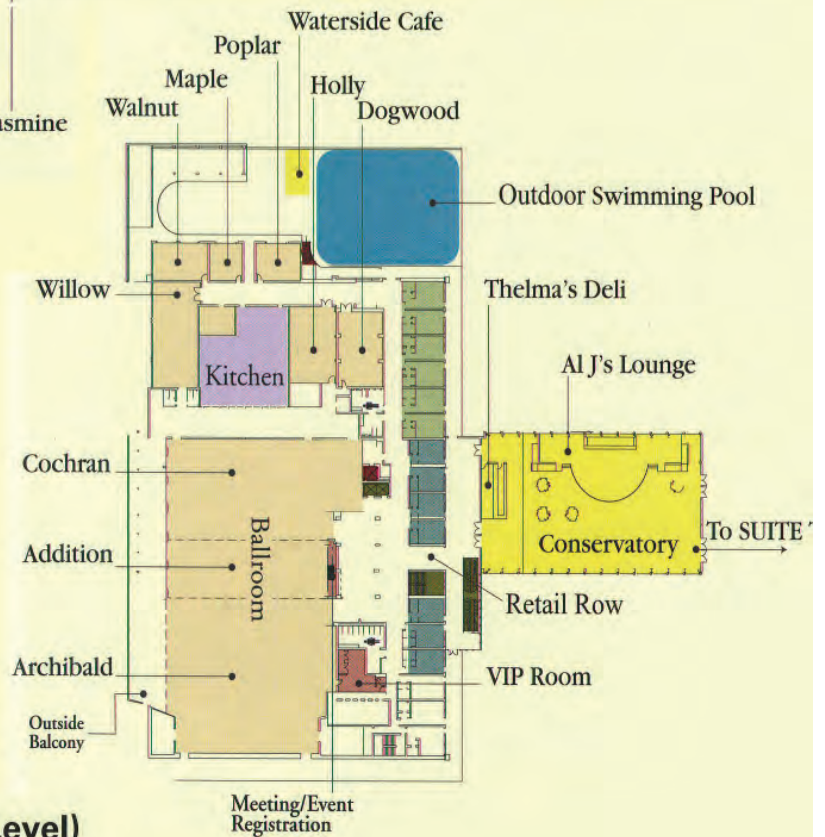 Waterside Cafe
Poplar
Maple
Holly
Walnut
Dogwood
asmine
Outdoor Swimming Pool
Willow
Thelma's Deli
Al J's Lounge
Kitchen
Cochran
Ballroom
Conservatory
To SUITE T
Addition
Retail Row
Archibald
VIP Room
Outside
Balcony
Meeting/Event
Registration
evel)